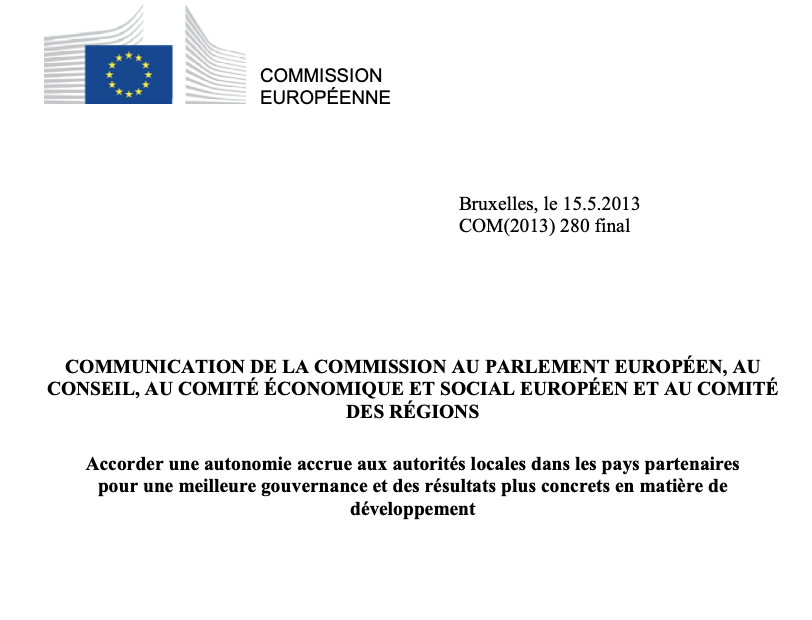 COMMISSION
EUROPÉENNE
Bruxelles, le 15.5.2013
COM(2013) 280 final
COMMUNICATION DE LA COMMISSION AU PARLEMENT EUROPÉEN, AU
CONSEIL, AU COMITÉ ÉCONOMIQUE ET SOCIAL EUROPÉEN ET AU COMITÉ
DES RÉGIONS
Accorder une autonomie accrue aux autorités locales dans les pays partenaires
pour une meilleure gouvernance et des résultats plus concrets en matière de
développement